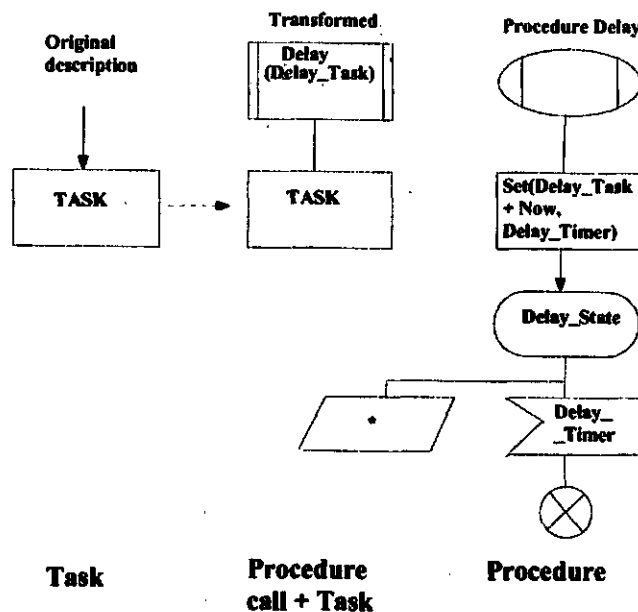 Original
description
TASK
Transformed
Delay
(Delay_Task)
TASK
Procedure Delay
Set(Delay_Task
+ Now,
Delay_Timer)
Delay_State
*
Delay_
_Timer
Task
Procedure
call + Task
Procedure